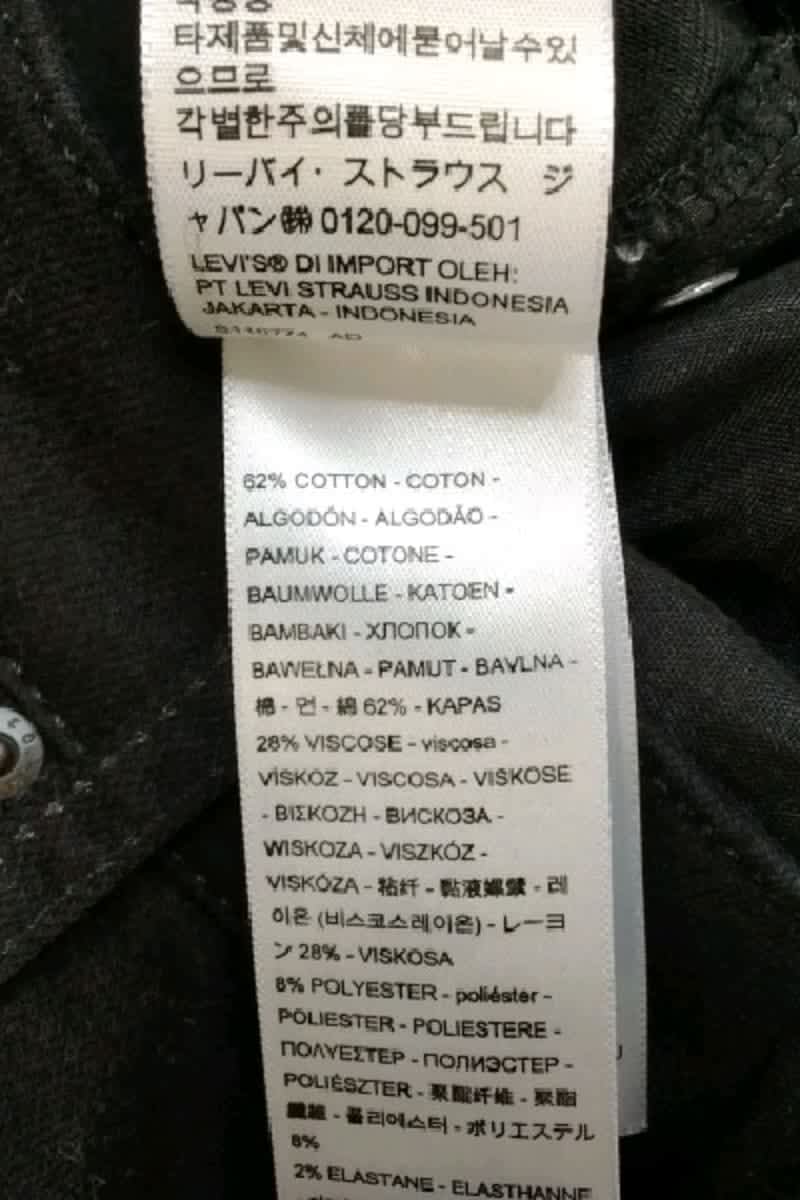 타제품및신체에묻어날수있
으므로
각별한주의를당부드립니다
リーバイ・ストラウス ジ
ャパン㈱ 0120-099-501
LEVI'S® DI IMPORT OLEH:
PT LEVI STRAUSS INDONESIA
JAKARTA - INDONESIA
62% COTTON - COTON -
ALGODÓN - ALGODÃO -
PAMUK - COTONE -
BAUMWOLLE - KATOEN -
BAMBAKI - ХЛОПОК -
BAWEŁNA - PAMUT - BAVLNA -
棉 - 면 - 綿 62% - KAPAS
28% VISCOSE - viscosa -
VİSKOZ - VISCOSA - VISKOSE
- ΒΙΣΚΟΖΗ - ВИСКОЗА -
WISKOZA - VISZKÓZ -
VISKÓZA - 粘纤 - 黏液嫘縈 - 레
이온 (비스코스레이온) - レーヨ
ン 28% - VISKOSA
8% POLYESTER - poliéster -
POLIESTER - POLIESTERE -
ΠΟΛΥΕΣΤΕΡ - ПОЛИЭСТЕР -
POLIÉSZTER - 聚酯纤维 - 聚酯
纖維 - 폴리에스터 - ポリエステル
8%
2% ELASTANE - ELASTHANNE